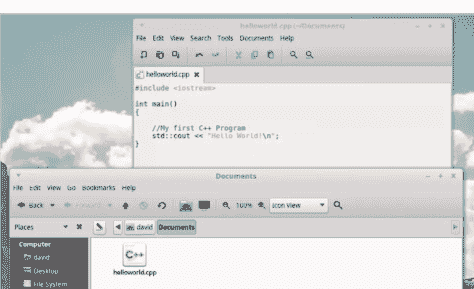 helloworld.cpp (~/Documents)
File Edit View Search Tools Documents Help
helloworld.cpp
#include <iostream>
int main()
{
//My first C++ Program
std::cout << "Hello World!\n";
}
Documents
File Edit View Go Bookmarks Help
Back Forward 100% Icon View
Places david Documents
Computer
david
Desktop
File System
C++
helloworld.cpp